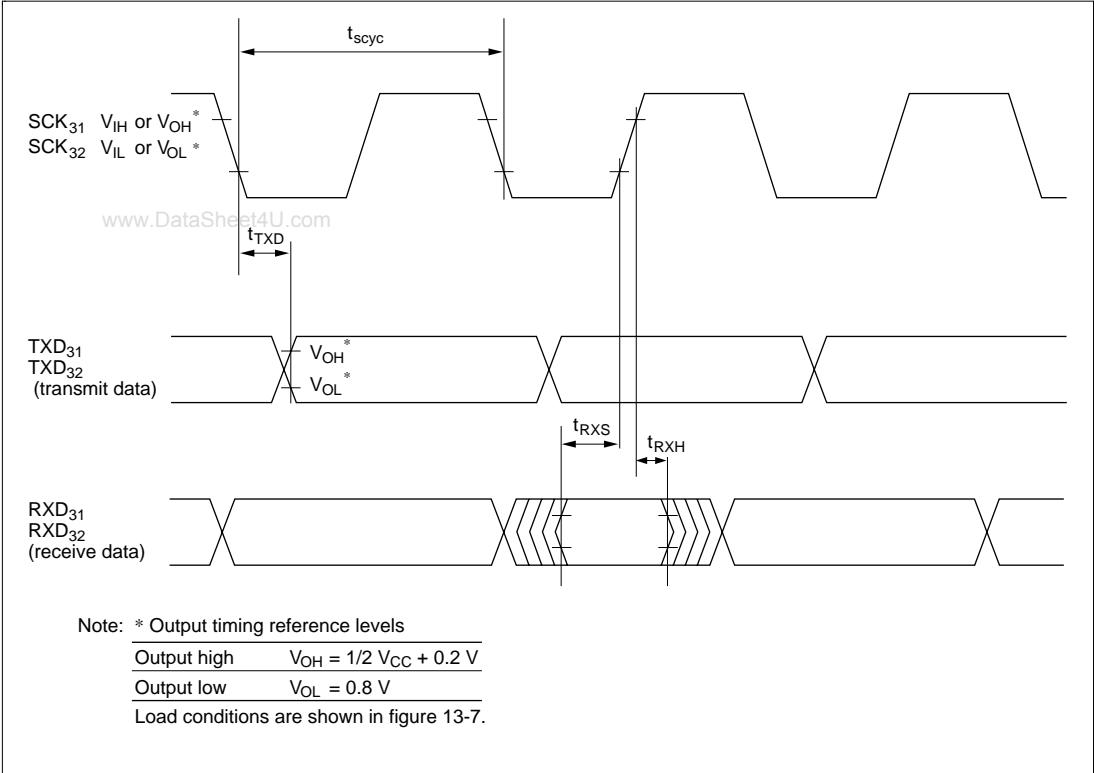 tscyc
SCK31 VIH or VOH*
SCK32 VIL or VOL *
www.DataSheet4U.com
tTXD
TXD31
TXD32
(transmit data)
VOH*
VOL*
tRXS
tRXH
RXD31
RXD32
(receive data)
Note: * Output timing reference levels
Output high VOH = 1/2 VCC + 0.2 V
Output low VOL = 0.8 V
Load conditions are shown in figure 13-7.